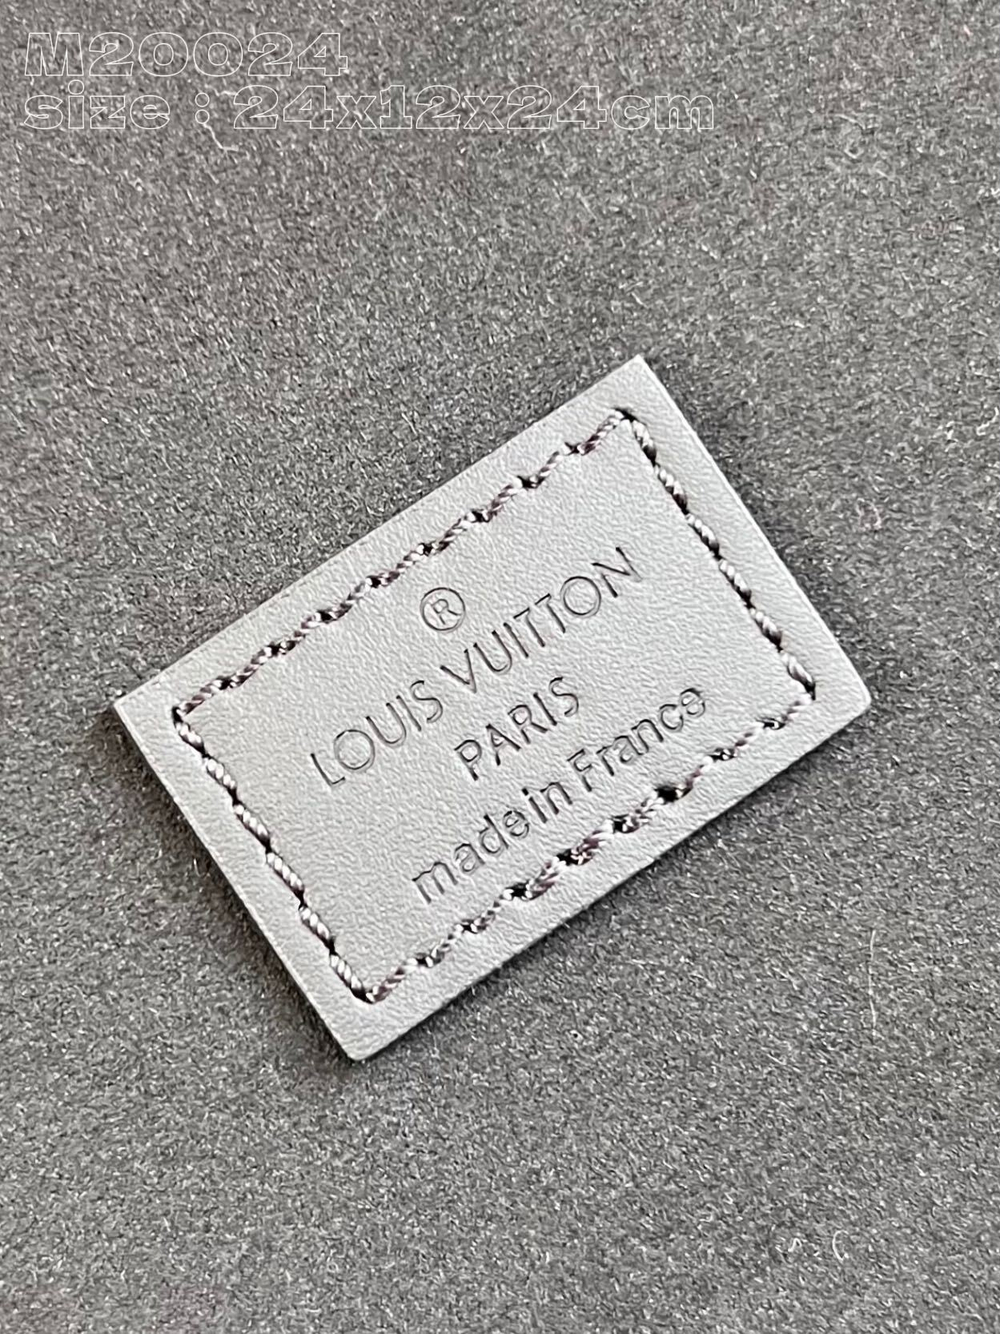 M20024
size : 24x12x24cm
®
LOUIS VUITTON
PARIS
made in France